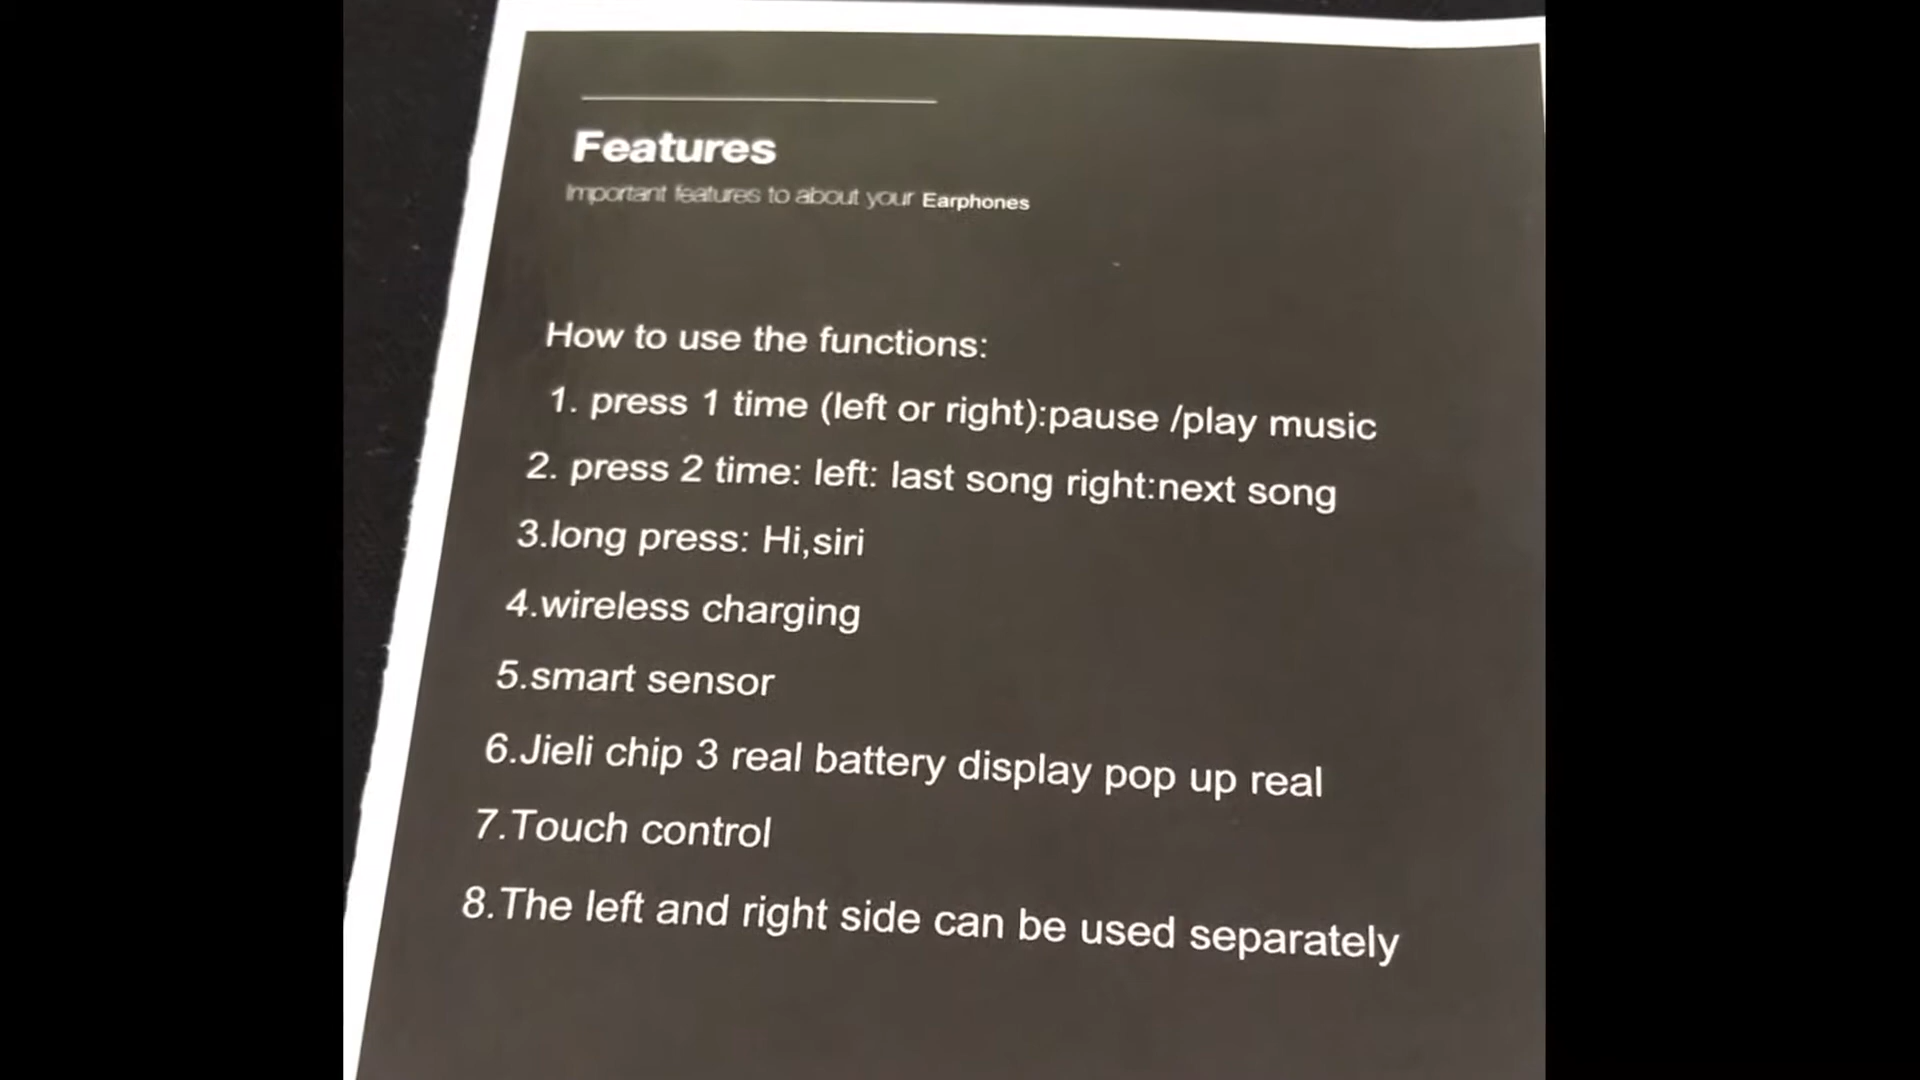 Features
Important features to about your Earphones
How to use the functions:
1. press 1 time (left or right):pause /play music
2. press 2 time: left: last song right:next song
3.long press: Hi,siri
4.wireless charging
5.smart sensor
6.Jieli chip 3 real battery display pop up real
7.Touch control
8.The left and right side can be used separately